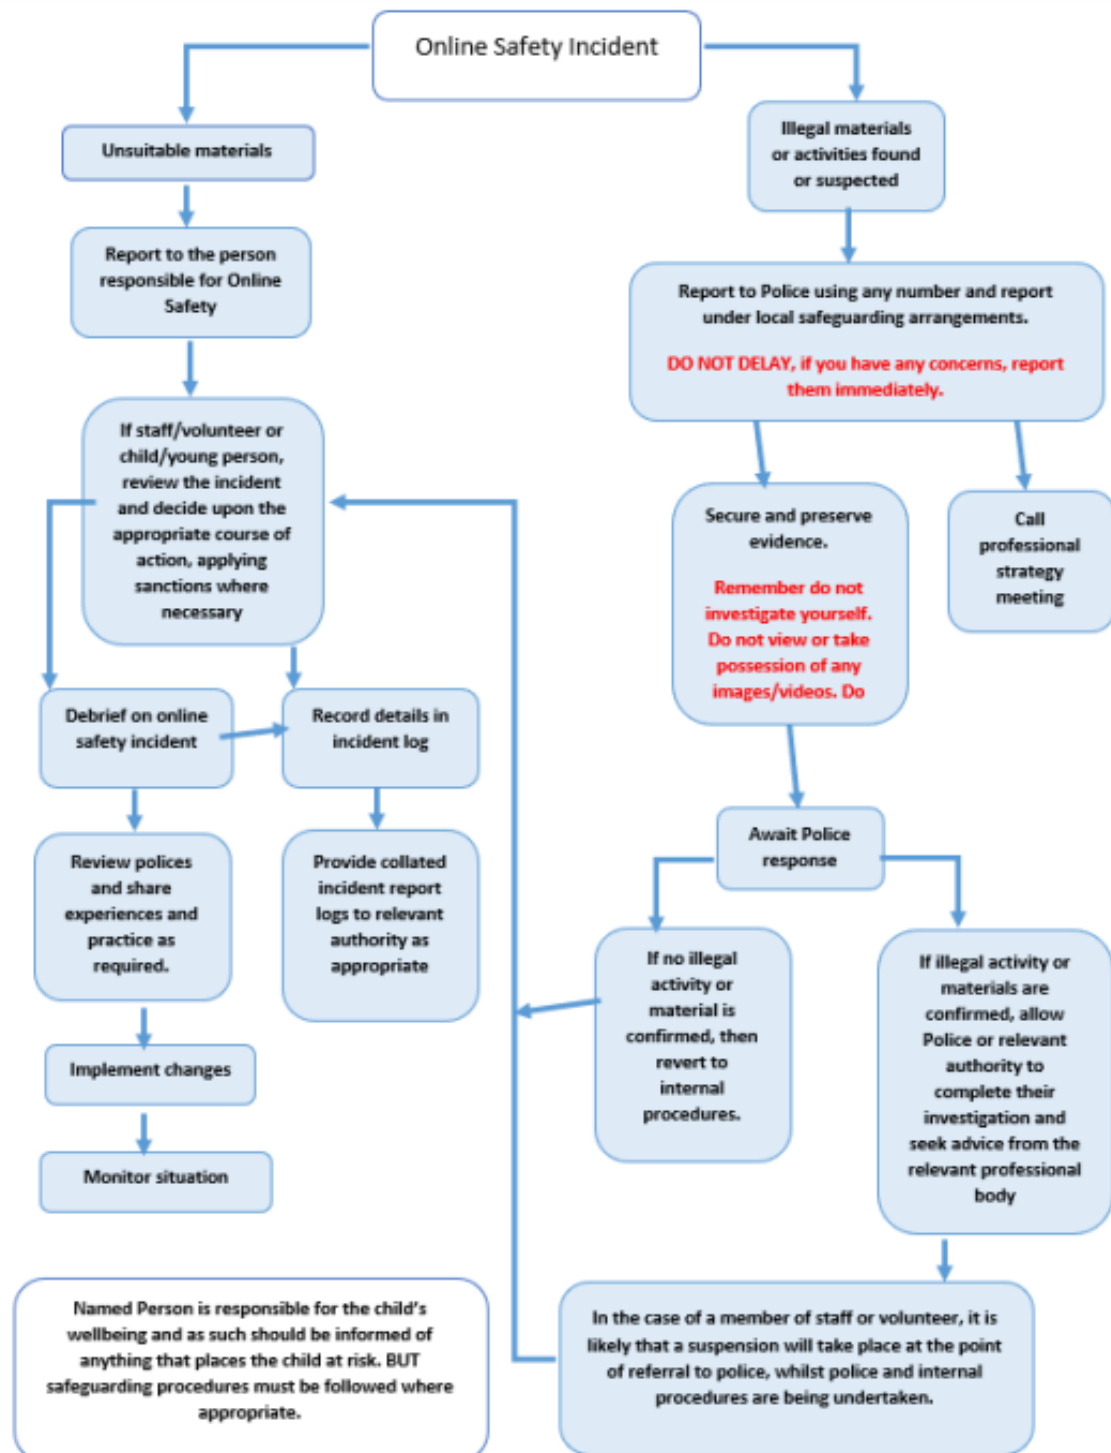 Online Safety Incident
Unsuitable materials
Report to the person
responsible for Online
Safety
If staff/volunteer or
child/young person,
review the incident
and decide upon the
appropriate course of
action, applying
sanctions where
necessary
Debrief on online
safety incident
Record details in
incident log
Review polices
and share
experiences and
practice as
required.
Provide collated
incident report
logs to relevant
authority as
appropriate
Implement changes
Monitor situation
Illegal materials
or activities found
or suspected
Report to Police using any number and report
under local safeguarding arrangements.
DO NOT DELAY, if you have any concerns, report
them immediately.
Secure and preserve
evidence.
Remember do not
investigate yourself.
Do not view or take
possession of any
images/videos. Do
Call
professional
strategy
meeting
Await Police
response
If no illegal
activity or
material is
confirmed, then
revert to
internal
procedures.
If illegal activity or
materials are
confirmed, allow
Police or relevant
authority to
complete their
investigation and
seek advice from the
relevant professional
body
In the case of a member of staff or volunteer, it is
likely that a suspension will take place at the point
of referral to police, whilst police and internal
procedures are being undertaken.
Named Person is responsible for the child's
wellbeing and as such should be informed of
anything that places the child at risk. BUT
safeguarding procedures must be followed where
appropriate.